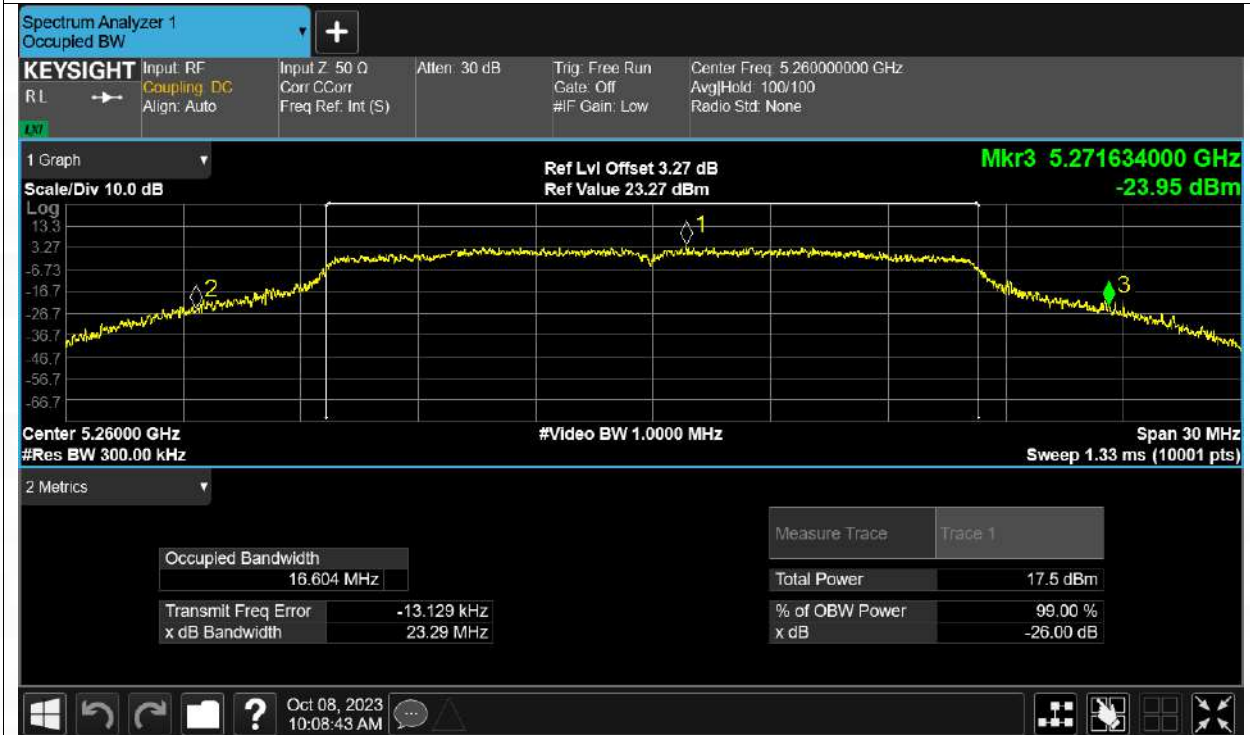 Spectrum Analyzer 1
Occupied BW
+
KEYSIGHT
RL
LXI
Input: RF
Coupling: DC
Align: Auto
Input Z: 50 Ω
Corr CCorr
Freq Ref: Int (S)
Atten: 30 dB
Trig: Free Run
Gate: Off
#IF Gain: Low
Center Freq: 5.260000000 GHz
Avg|Hold: 100/100
Radio Std: None
1 Graph
Scale/Div 10.0 dB
Ref Lvl Offset 3.27 dB
Ref Value 23.27 dBm
Mkr3 5.271634000 GHz
-23.95 dBm
Log
13.3
3.27
-6.73
-16.7
-26.7
-36.7
-46.7
-56.7
-66.7
1
2
3
Center 5.26000 GHz
#Res BW 300.00 kHz
#Video BW 1.0000 MHz
Span 30 MHz
Sweep 1.33 ms (10001 pts)
2 Metrics
Measure Trace Trace 1
Occupied Bandwidth
16.604 MHz
Total Power 17.5 dBm
Transmit Freq Error -13.129 kHz
% of OBW Power 99.00 %
x dB Bandwidth 23.29 MHz
x dB -26.00 dB
?
Oct 08, 2023
10:08:43 AM